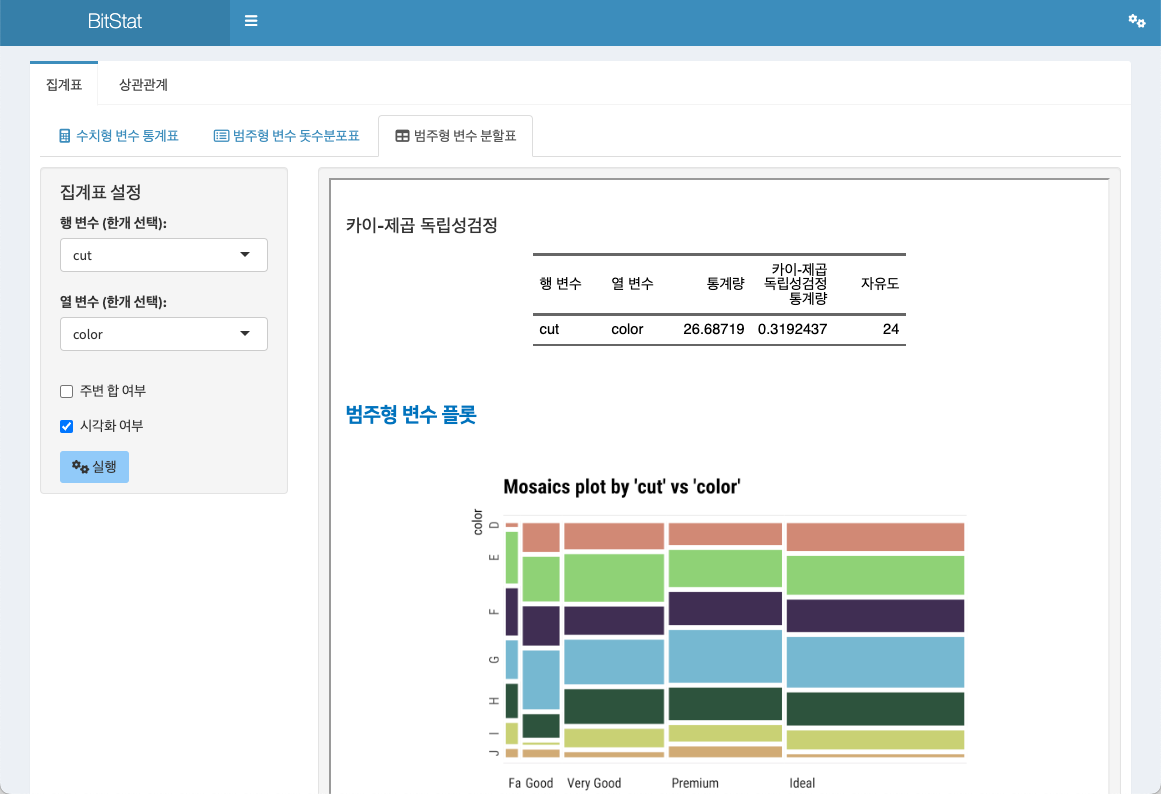 BitStat
집계표 상관관계
수치형 변수 통계표 범주형 변수 돗수분포표 범주형 변수 분할표
집계표 설정
행 변수 (한개 선택):
cut
열 변수 (한개 선택):
color
주변 합 여부
시각화 여부
실행
카이-제곱 독립성검정
행 변수 열 변수 통계량 카이-제곱
독립성검정
통계량 자유도
cut color 26.68719 0.3192437 24
범주형 변수 플롯
Mosaics plot by 'cut' vs 'color'
color
D
E
F
G
H
I
J
Fa Good Very Good Premium Ideal